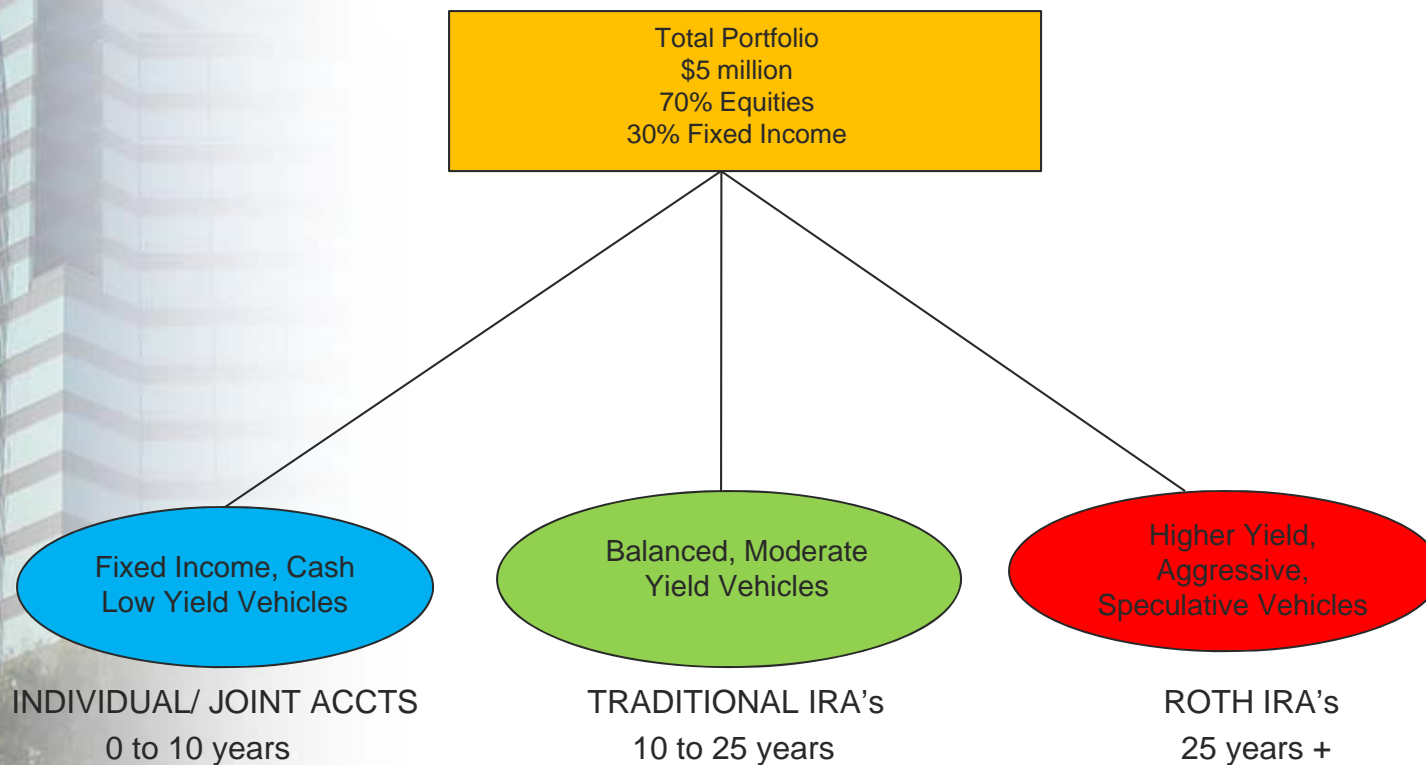 Total Portfolio
$5 million
70% Equities
30% Fixed Income
Fixed Income, Cash
Low Yield Vehicles
Balanced, Moderate
Yield Vehicles
Higher Yield,
Aggressive,
Speculative Vehicles
INDIVIDUAL/ JOINT ACCTS
0 to 10 years
TRADITIONAL IRA’s
10 to 25 years
ROTH IRA’s
25 years +